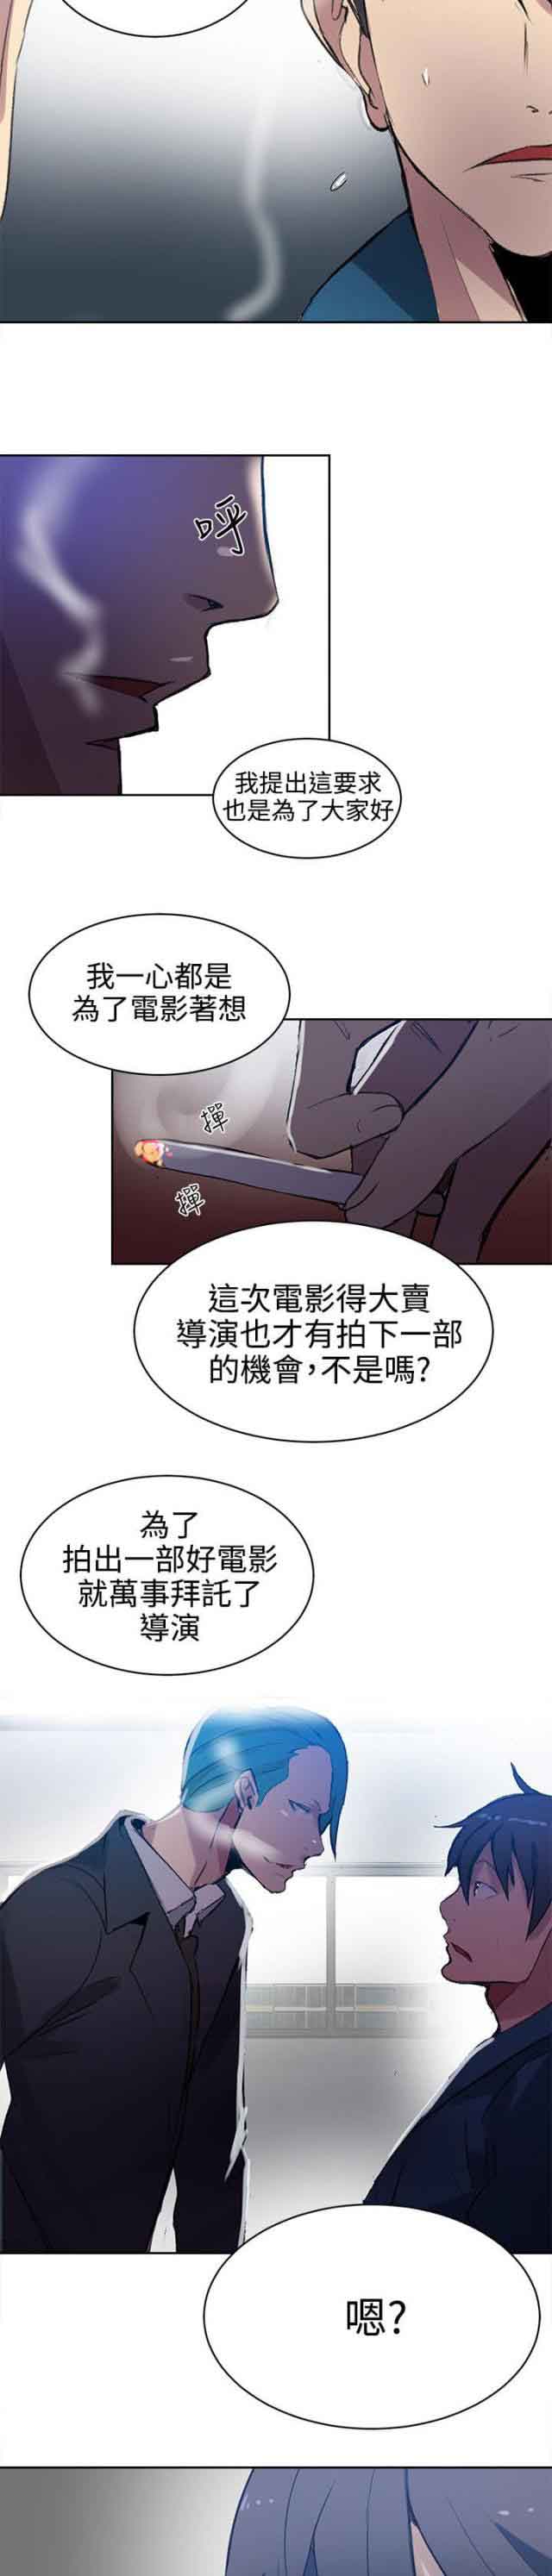 呼
我提出這要求
也是為了大家好
我一心都是
為了電影著想
揮
揮
這次電影得大賣
導演也才有拍下一部
的機會,不是嗎?
為了
拍出一部好電影
就萬事拜託了
導演
嗯?